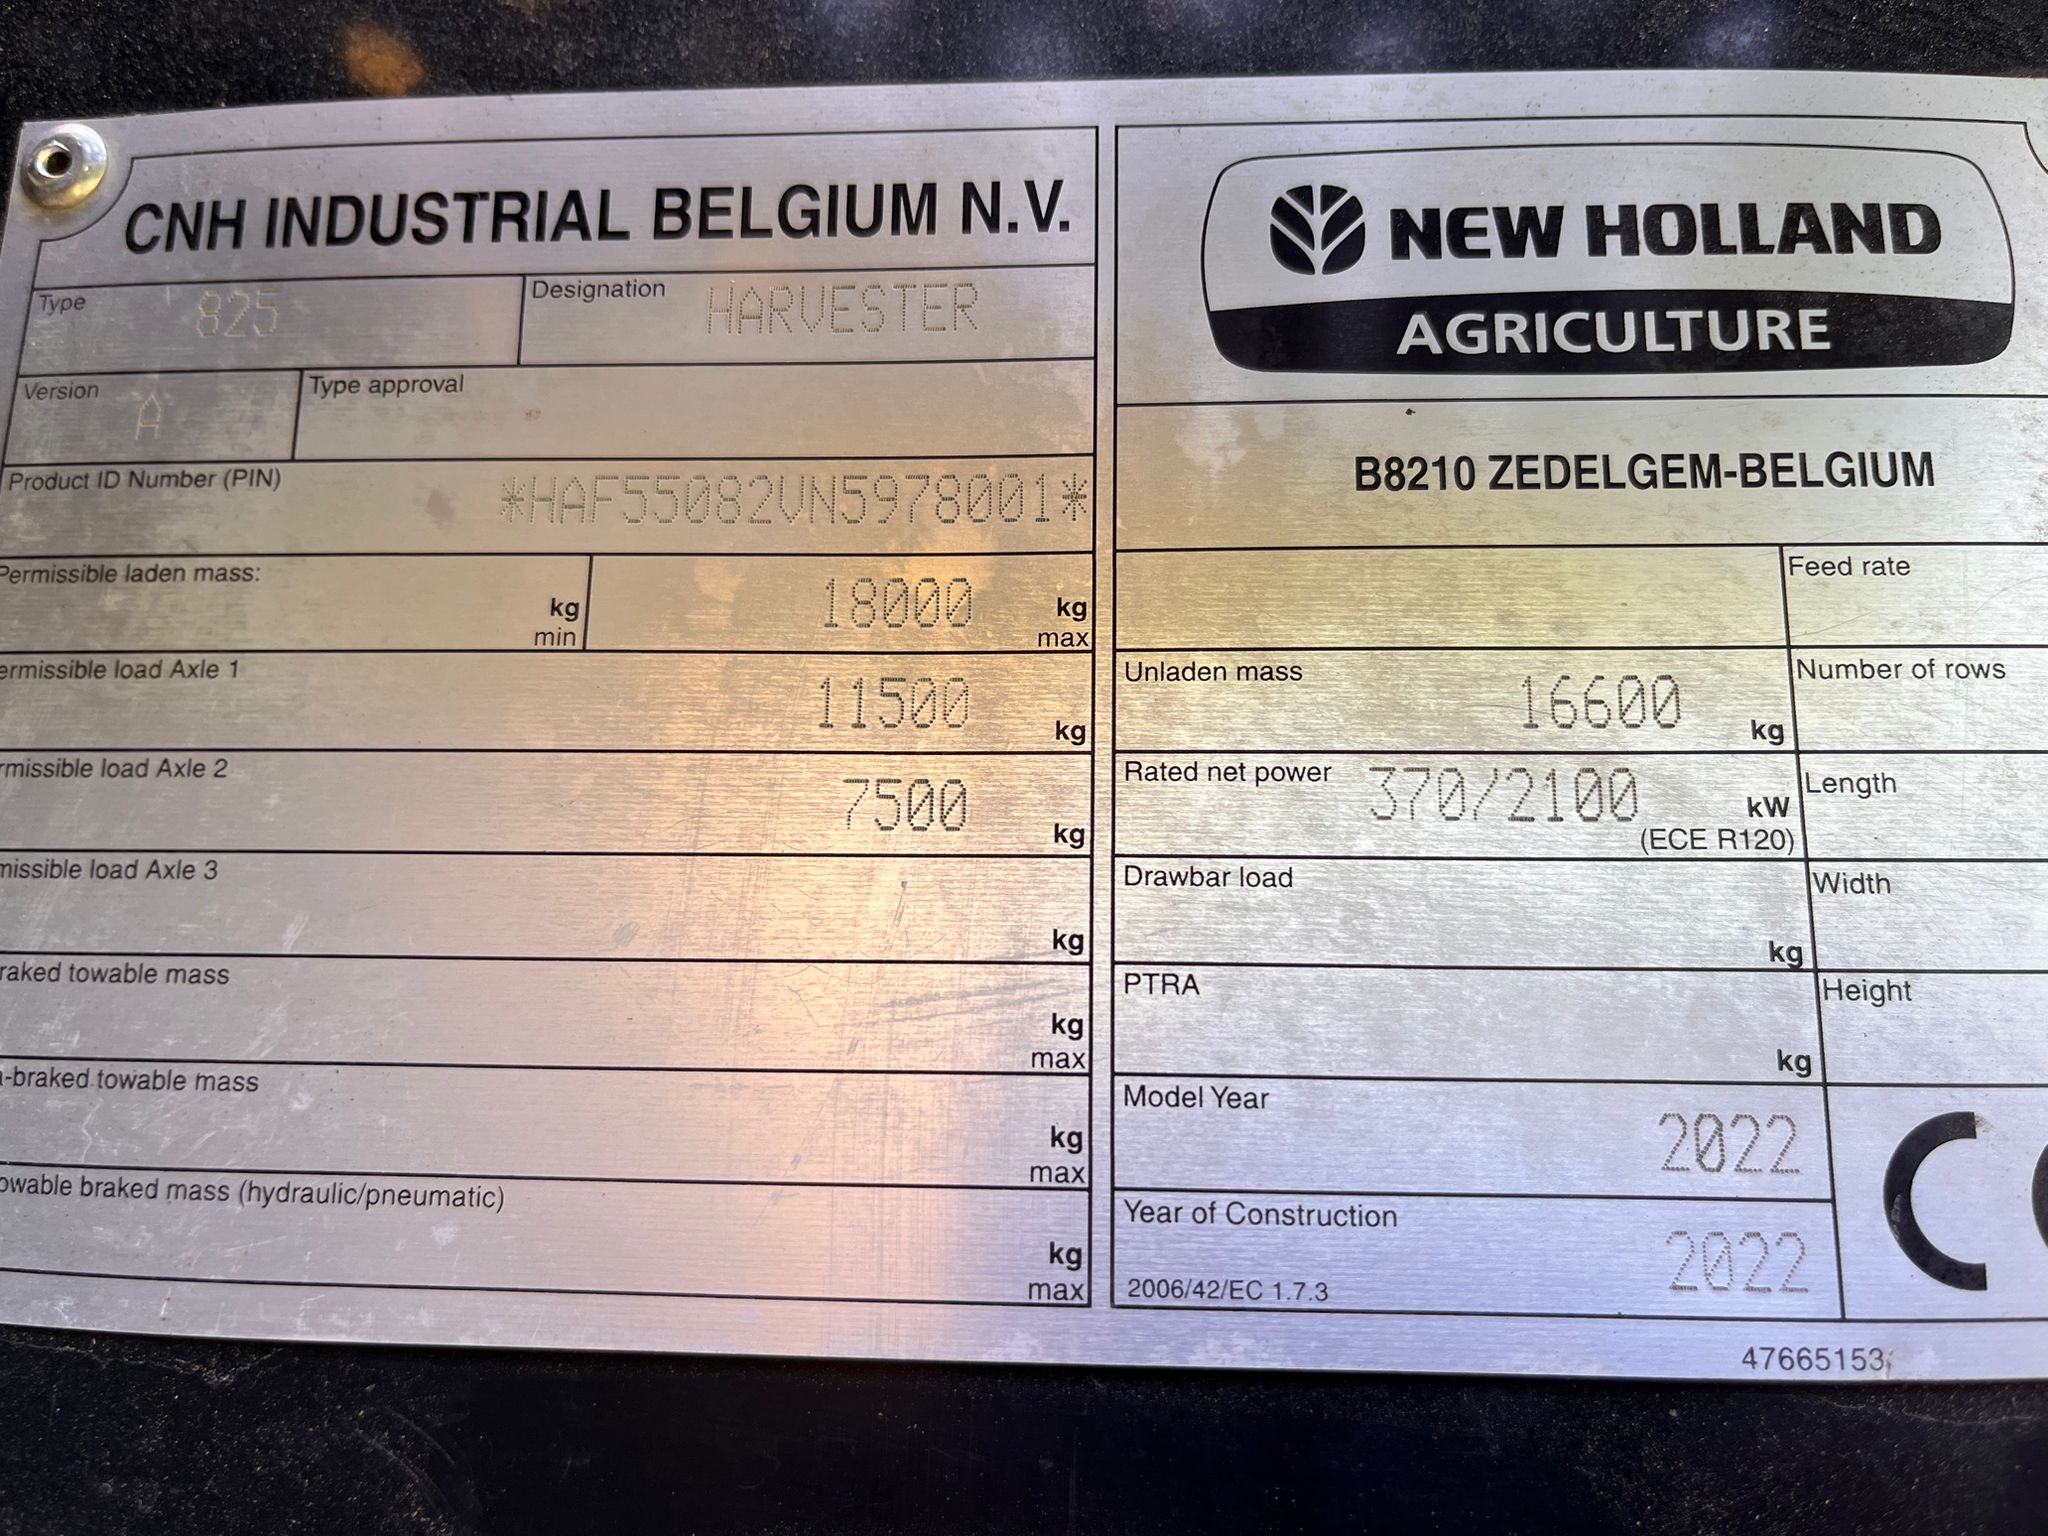 CNH INDUSTRIAL BELGIUM N.V.
Type 825 Designation HARVESTER
Version A Type approval
Product ID Number (PIN) *HAF55082VN5978001*
Permissible laden mass: kg min 18000 kg max
ermissible load Axle 1 11500 kg
rmissible load Axle 2 7500 kg
missible load Axle 3 kg
raked towable mass kg max
a-braked towable mass kg max
owable braked mass (hydraulic/pneumatic) kg max
NEW HOLLAND
AGRICULTURE
B8210 ZEDELGEM-BELGIUM
Feed rate
Unladen mass 16600 kg Number of rows
Rated net power 370/2100 kW (ECE R120) Length
Drawbar load kg Width
PTRA kg Height
Model Year 2022
Year of Construction 2022
2006/42/EC 1.7.3
CE
47665153